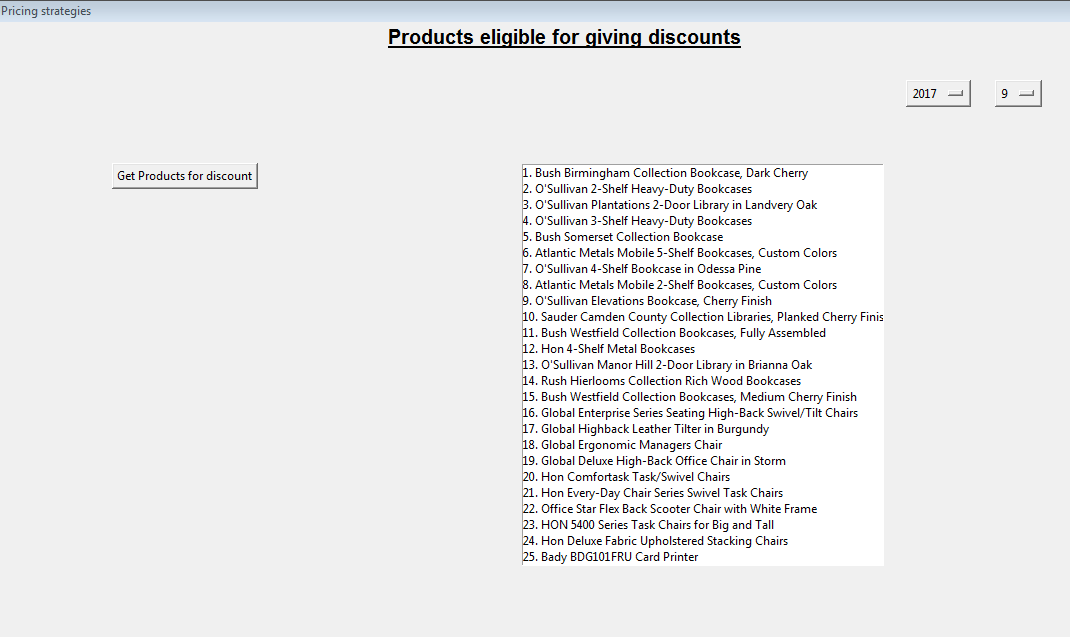 Pricing strategies
Products eligible for giving discounts
2017 9
Get Products for discount
1. Bush Birmingham Collection Bookcase, Dark Cherry
2. O'Sullivan 2-Shelf Heavy-Duty Bookcases
3. O'Sullivan Plantations 2-Door Library in Landvery Oak
4. O'Sullivan 3-Shelf Heavy-Duty Bookcases
5. Bush Somerset Collection Bookcase
6. Atlantic Metals Mobile 5-Shelf Bookcases, Custom Colors
7. O'Sullivan 4-Shelf Bookcase in Odessa Pine
8. Atlantic Metals Mobile 2-Shelf Bookcases, Custom Colors
9. O'Sullivan Elevations Bookcase, Cherry Finish
10. Sauder Camden County Collection Libraries, Planked Cherry Finis
11. Bush Westfield Collection Bookcases, Fully Assembled
12. Hon 4-Shelf Metal Bookcases
13. O'Sullivan Manor Hill 2-Door Library in Brianna Oak
14. Rush Hierlooms Collection Rich Wood Bookcases
15. Bush Westfield Collection Bookcases, Medium Cherry Finish
16. Global Enterprise Series Seating High-Back Swivel/Tilt Chairs
17. Global Highback Leather Tilter in Burgundy
18. Global Ergonomic Managers Chair
19. Global Deluxe High-Back Office Chair in Storm
20. Hon Comfortask Task/Swivel Chairs
21. Hon Every-Day Chair Series Swivel Task Chairs
22. Office Star Flex Back Scooter Chair with White Frame
23. HON 5400 Series Task Chairs for Big and Tall
24. Hon Deluxe Fabric Upholstered Stacking Chairs
25. Bady BDG101FRU Card Printer